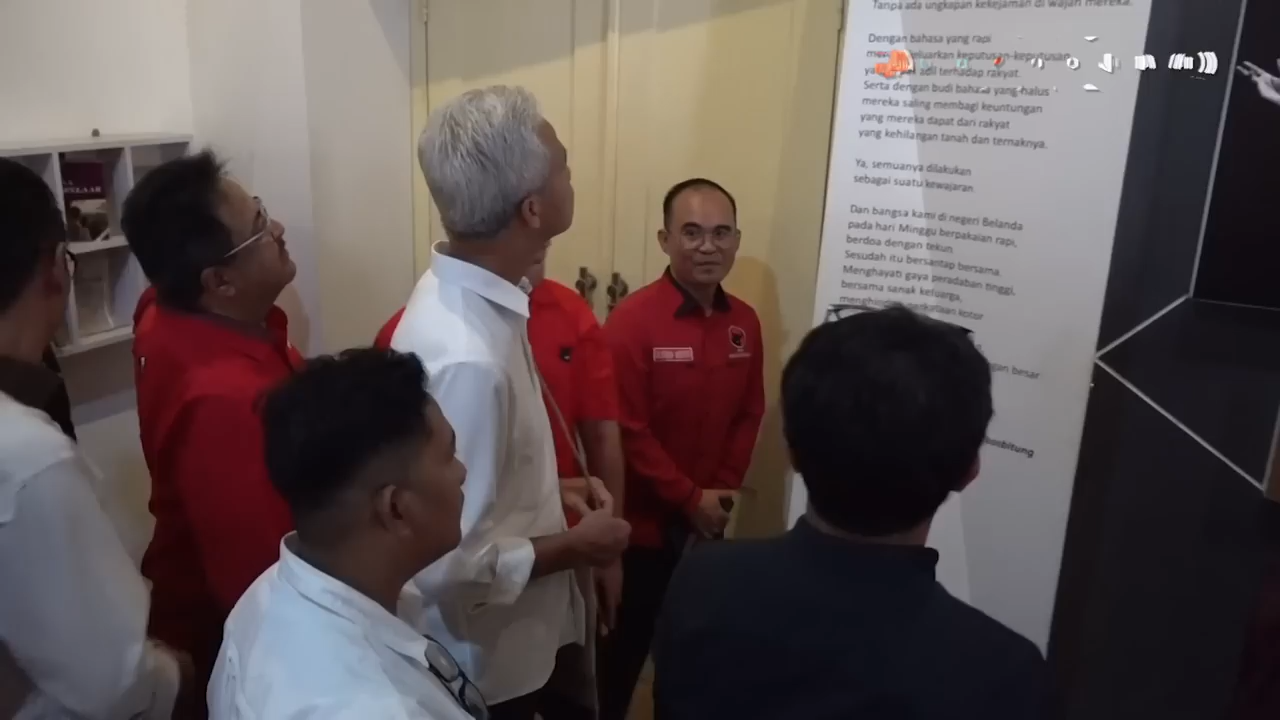 Tanpa ada ungkapan kekejaman di wajah mereka.
Dengan bahasa yang rapi
keputusan-keputusan
adil terhadap rakyat.
Serta dengan budi bahasa yang halus
mereka saling membagi keuntungan
yang mereka dapat dari rakyat
yang kehilangan tanah dan ternaknya.
Ya, semuanya dilakukan
sebagai suatu kewajaran.
Dan bangsa kami di negeri Belanda
pada hari Minggu berpakaian rapi,
berdoa dengan tekun.
Sesudah itu bersantap bersama.
Menghayati gaya peradaban tinggi,
bersama sanak keluarga,
perkataan kotor
besar